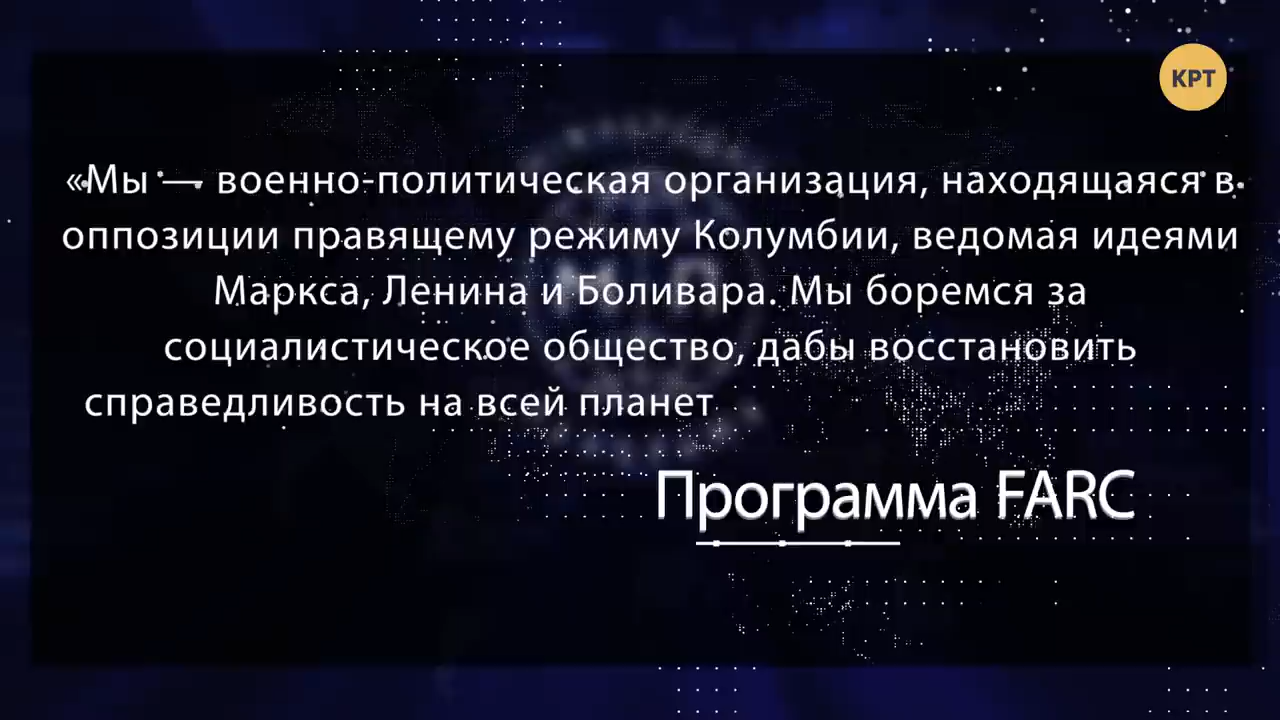 КРТ
«Мы — военно-политическая организация, находящаяся в
оппозиции правящему режиму Колумбии, ведомая идеями
Маркса, Ленина и Боливара. Мы боремся за
социалистическое общество, дабы восстановить
справедливость на всей планет
Программа FARC